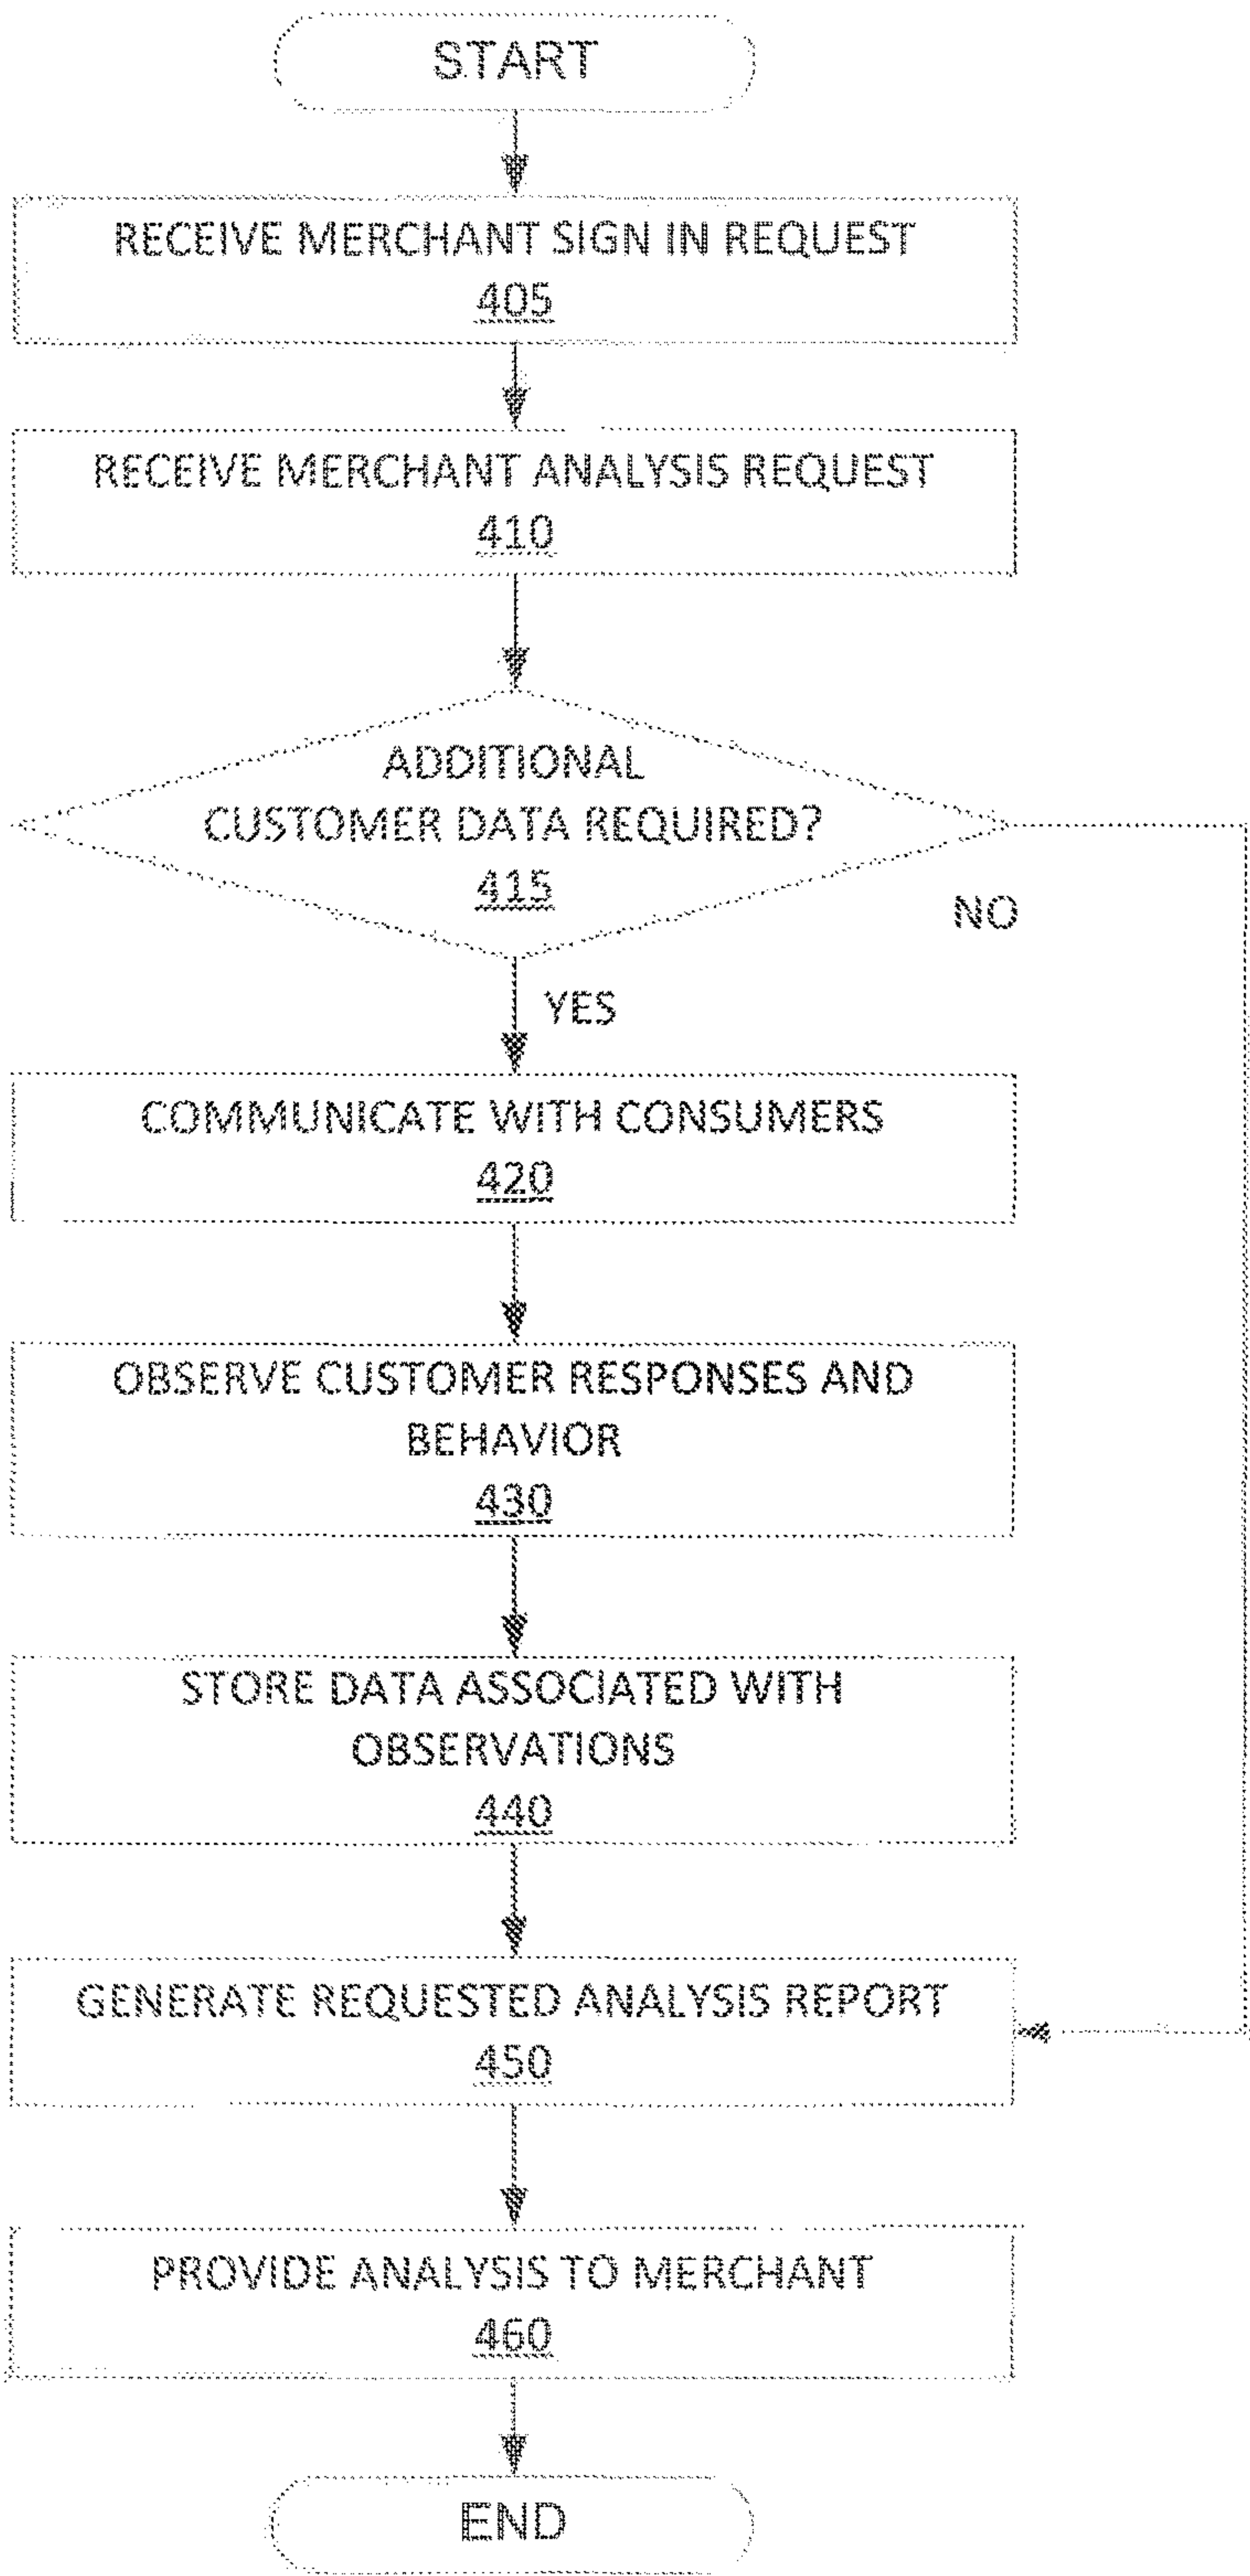 START
RECEIVE MERCHANT SIGN IN REQUEST
405
RECEIVE MERCHANT ANALYSIS REQUEST
410
ADDITIONAL
CUSTOMER DATA REQUIRED?
415
NO
YES
COMMUNICATE WITH CONSUMERS
420
OBSERVE CUSTOMER RESPONSES AND
BEHAVIOR
430
STORE DATA ASSOCIATED WITH
OBSERVATIONS
440
GENERATE REQUESTED ANALYSIS REPORT
450
PROVIDE ANALYSIS TO MERCHANT
460
END